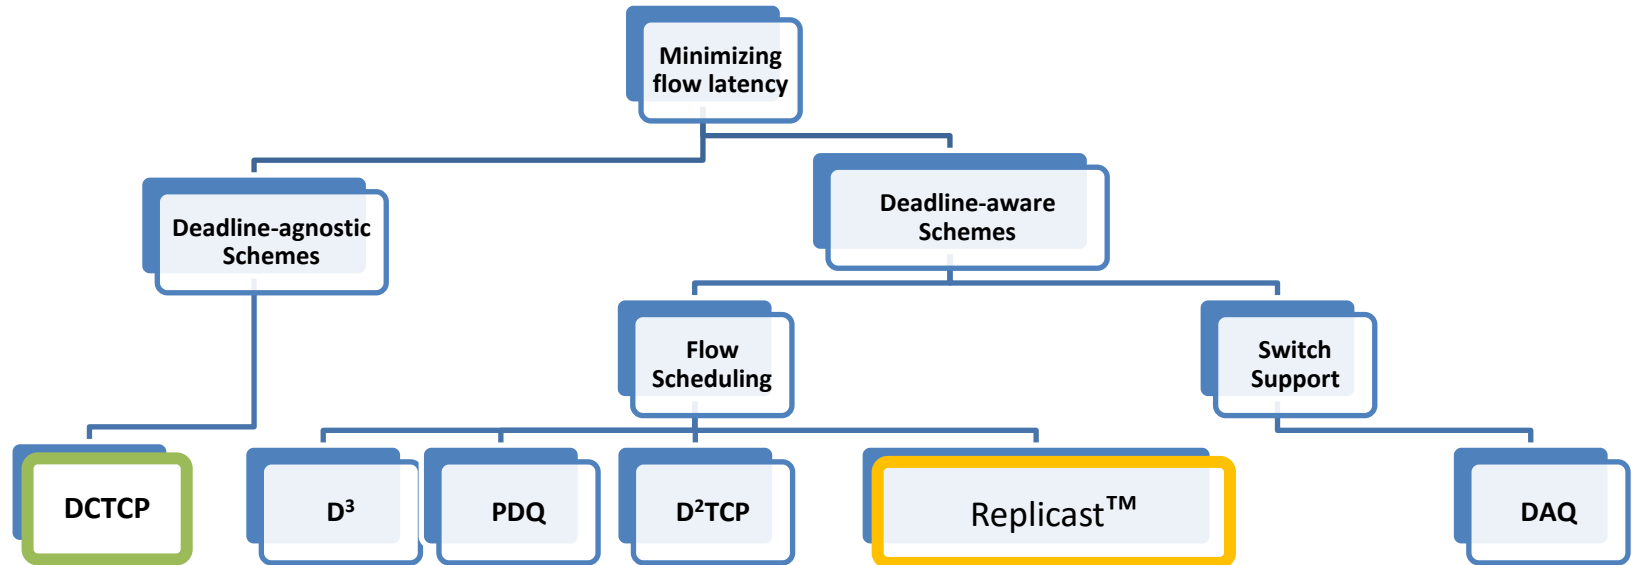 Minimizing
flow latency
Deadline-agnostic
Schemes
Deadline-aware
Schemes
Flow
Scheduling
Switch
Support
DCTCP
D³
PDQ
D²TCP
Replicast™
DAQ